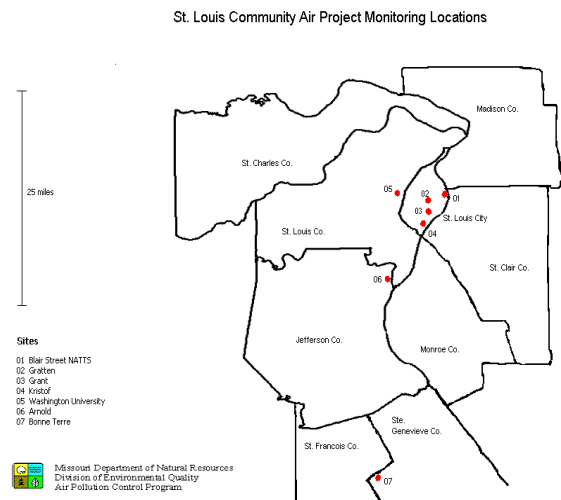 St. Louis Community Air Project Monitoring Locations
Madison Co.
St. Charles Co.
25 miles
05
02
01
03
St. Louis City
04
St. Louis Co.
St. Clair Co.
06
Jefferson Co.
Monroe Co.
Sites
01 Blair Street NATTS
02 Gratten
03 Grant
04 Kristof
05 Washington University
06 Arnold
07 Bonne Terre
Ste.
Genevieve Co.
St. Francois Co.
07
Missouri Department of Natural Resources
Division of Environmental Quality
Air Pollution Control Program